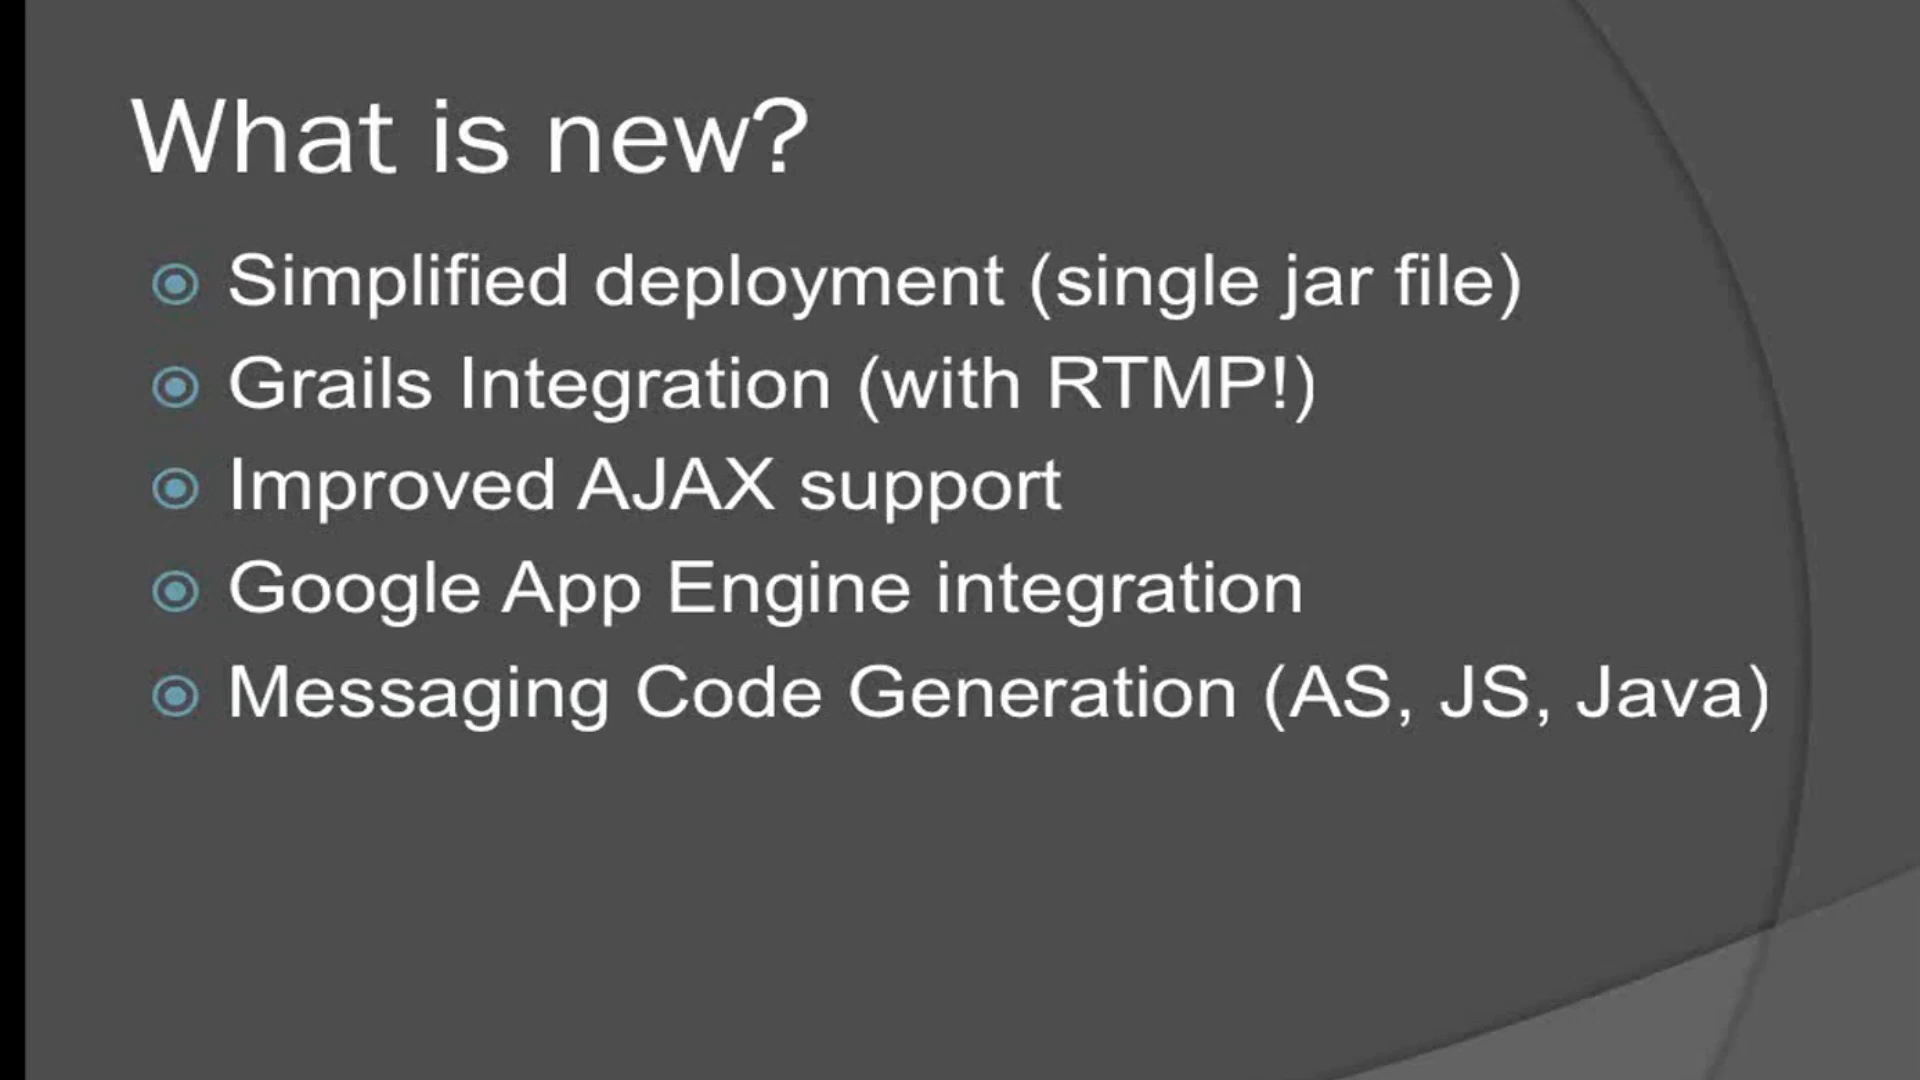 What is new?
Simplified deployment (single jar file)
Grails Integration (with RTMP!)
Improved AJAX support
Google App Engine integration
Messaging Code Generation (AS, JS, Java)